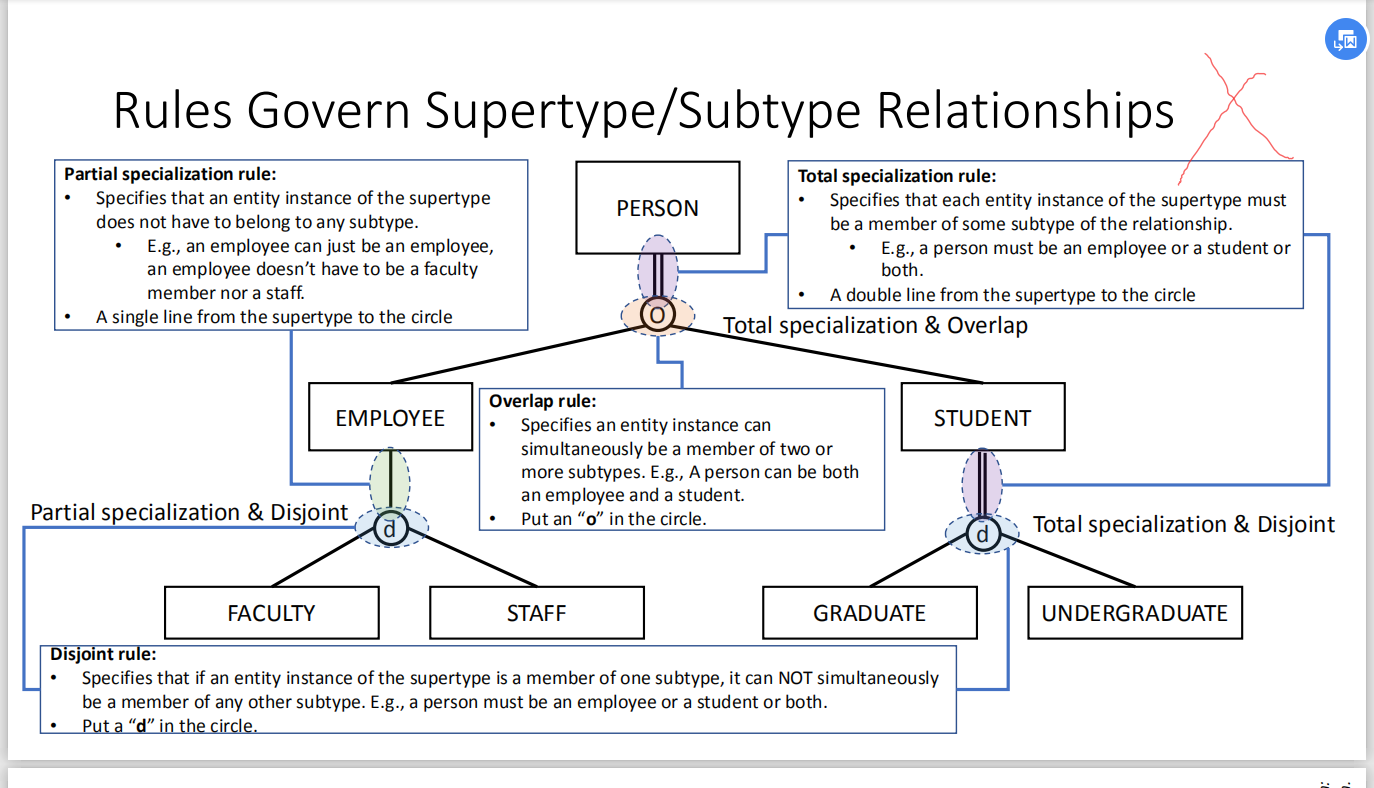 Rules Govern Supertype/Subtype Relationships
Partial specialization rule:
• Specifies that an entity instance of the supertype
does not have to belong to any subtype.
• E.g., an employee can just be an employee,
an employee doesn't have to be a faculty
member nor a staff.
• A single line from the supertype to the circle
PERSON
Total specialization rule:
• Specifies that each entity instance of the supertype must
be a member of some subtype of the relationship.
• E.g., a person must be an employee or a student or
both.
• A double line from the supertype to the circle
O
Total specialization & Overlap
EMPLOYEE
Overlap rule:
• Specifies an entity instance can
simultaneously be a member of two or
more subtypes. E.g., A person can be both
an employee and a student.
• Put an “o” in the circle.
STUDENT
Partial specialization & Disjoint
d
d
Total specialization & Disjoint
FACULTY
STAFF
GRADUATE
UNDERGRADUATE
Disjoint rule:
• Specifies that if an entity instance of the supertype is a member of one subtype, it can NOT simultaneously
be a member of any other subtype. E.g., a person must be an employee or a student or both.
• Put a “d” in the circle.